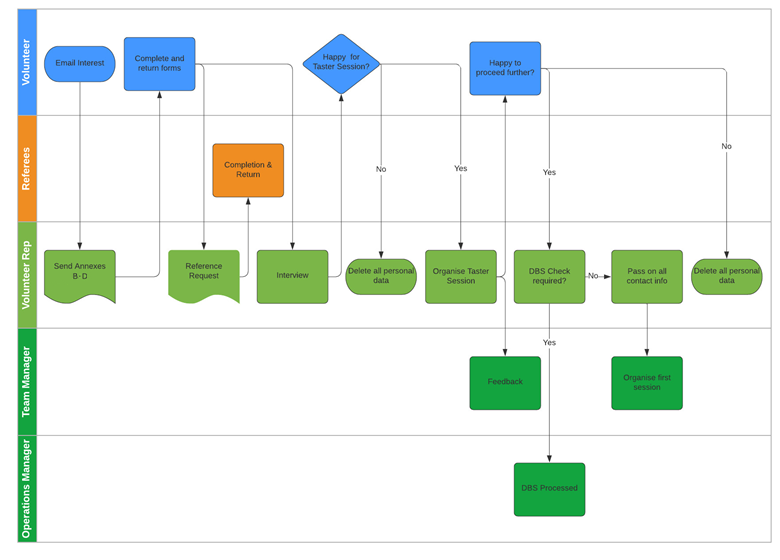 Volunteer
Email Interest
Complete and
return forms
Happy for
Taster Session?
Happy to
proceed further?
Referees
Completion &
Return
No
Yes
Yes
No
Volunteer Rep
Send Annexes
B-D
Reference
Request
Interview
Delete all personal
data
Organise Taster
Session
DBS Check
required?
No
Pass on all
contact info
Delete all personal
data
Team Manager
Yes
Feedback
Organise first
session
Operations Manager
DBS Processed